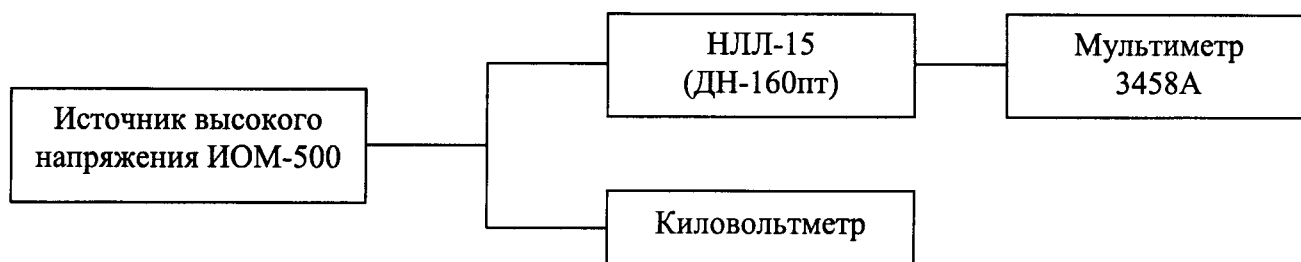 Источник высокого
напряжения ИОМ-500
НЛЛ-15
(ДН-160пт)
Мультиметр
3458А
Киловольтметр